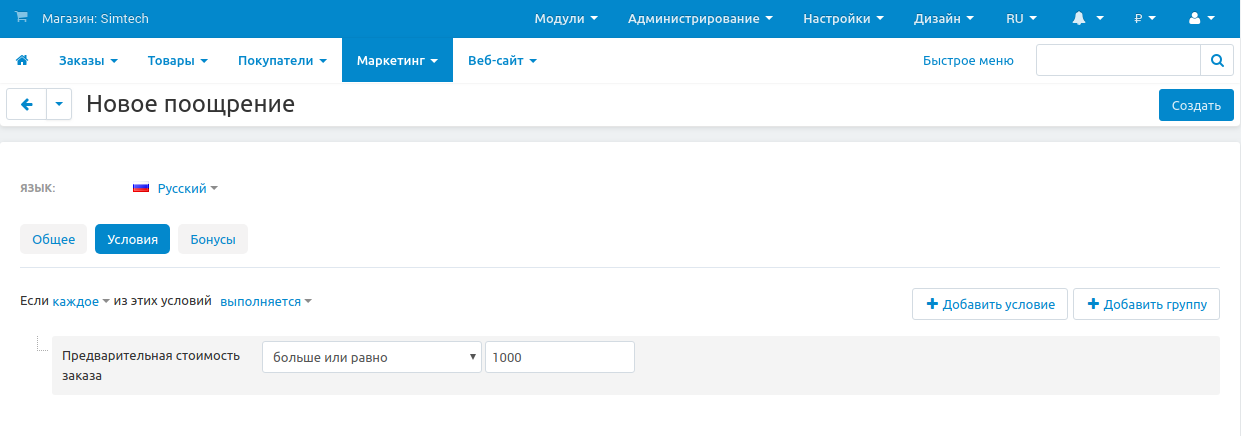 Магазин: Simtech
Модули Администрирование Настройки Дизайн RU ₽
Заказы Товары Покупатели Маркетинг Веб-сайт Быстрое меню
Новое поощрение Создать
ЯЗЫК: Русский
Общее Условия Бонусы
Если каждое из этих условий выполняется Добавить условие Добавить группу
Предварительная стоимость
заказа
больше или равно 1000